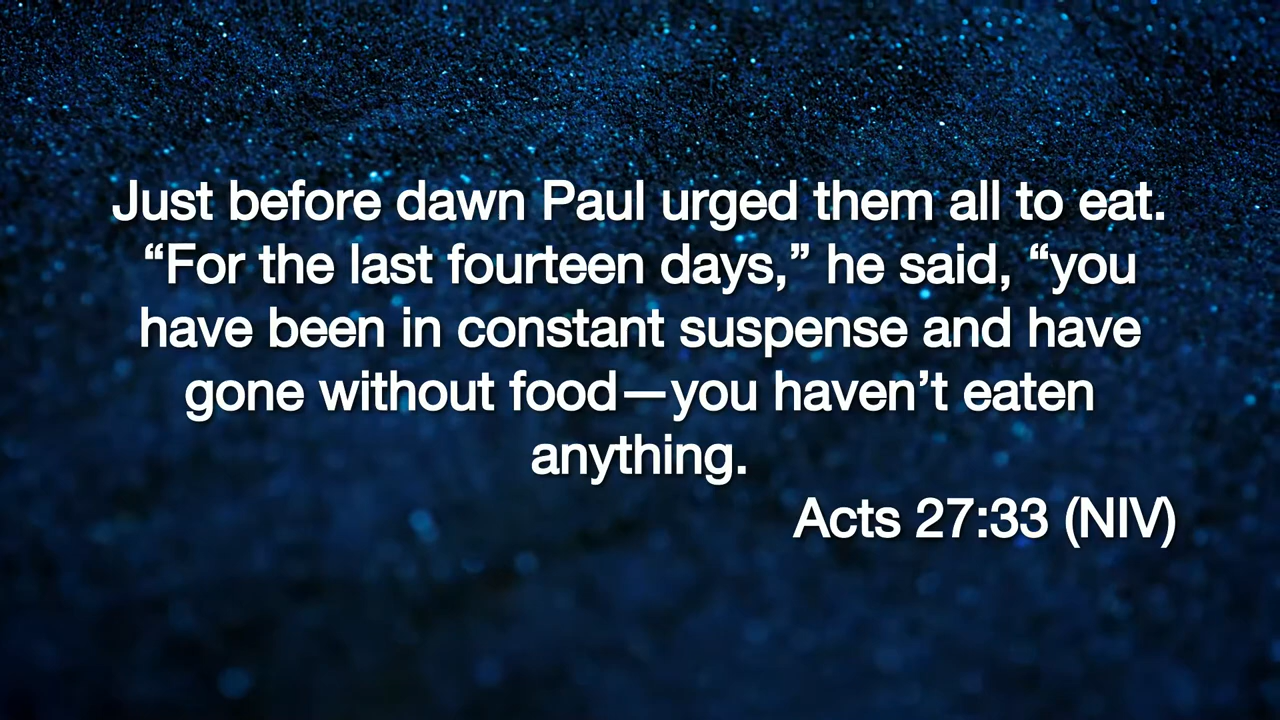 Just before dawn Paul urged them all to eat.
“For the last fourteen days,” he said, “you
have been in constant suspense and have
gone without food—you haven’t eaten
anything.
Acts 27:33 (NIV)